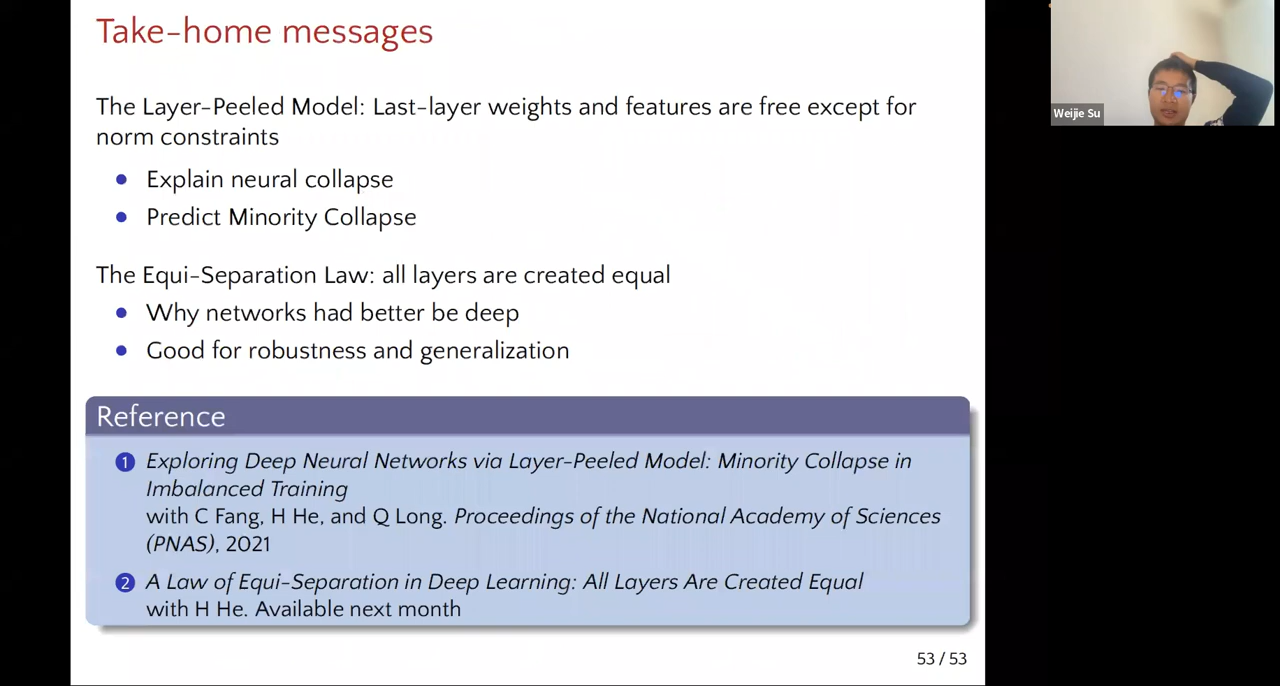 Take-home messages
The Layer-Peeled Model: Last-layer weights and features are free except for
norm constraints
Explain neural collapse
Predict Minority Collapse
The Equi-Separation Law: all layers are created equal
Why networks had better be deep
Good for robustness and generalization
Reference
1 Exploring Deep Neural Networks via Layer-Peeled Model: Minority Collapse in
Imbalanced Training
with C Fang, H He, and Q Long. Proceedings of the National Academy of Sciences
(PNAS), 2021
2 A Law of Equi-Separation in Deep Learning: All Layers Are Created Equal
with H He. Available next month
53 / 53
Weijie Su